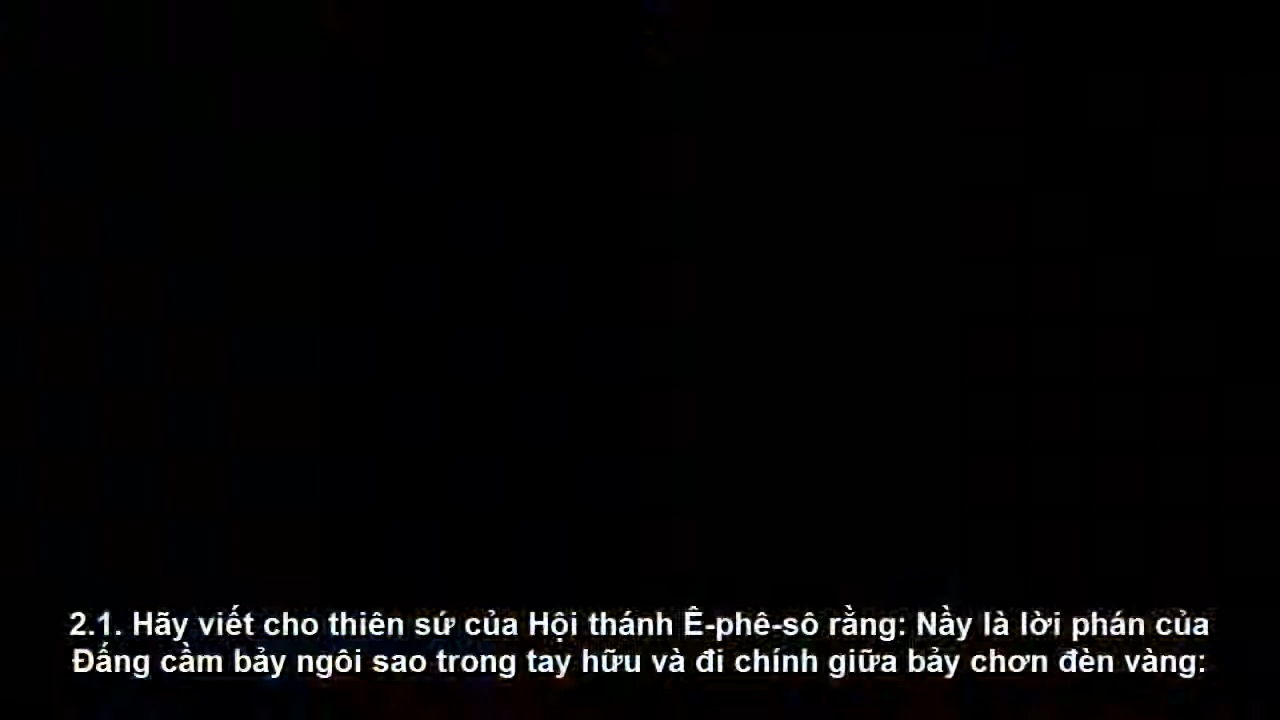 2.1. Hãy viết cho thiên sứ của Hội thánh Ê-phê-sô rằng: Nầy là lời phán của
Đấng cầm bảy ngôi sao trong tay hữu và đi chính giữa bảy chơn đèn vàng: